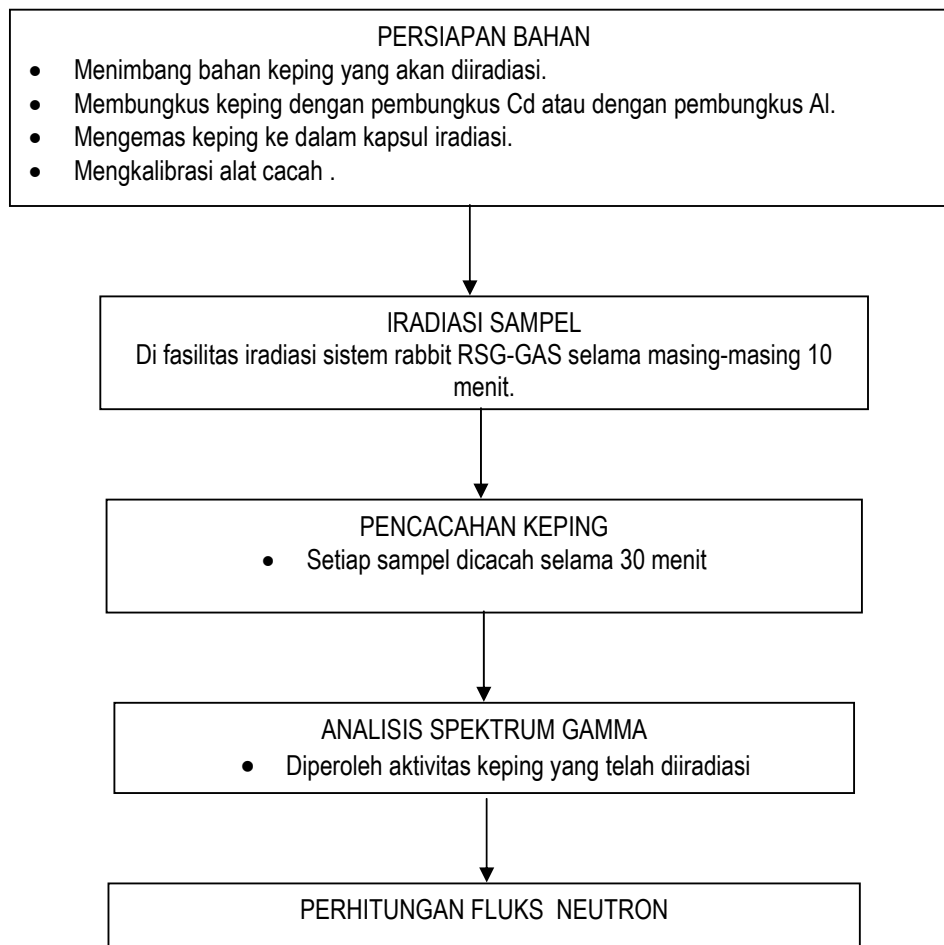 PERSIAPAN BAHAN
• Menimbang bahan keping yang akan diiradiasi.
• Membungkus keping dengan pembungkus Cd atau dengan pembungkus Al.
• Mengemas keping ke dalam kapsul iradiasi.
• Mengkalibrasi alat cacah .
IRADIASI SAMPEL
Di fasilitas iradiasi sistem rabbit RSG-GAS selama masing-masing 10
menit.
PENCACAHAN KEPING
• Setiap sampel dicacah selama 30 menit
ANALISIS SPEKTRUM GAMMA
• Diperoleh aktivitas keping yang telah diiradiasi
PERHITUNGAN FLUKS NEUTRON